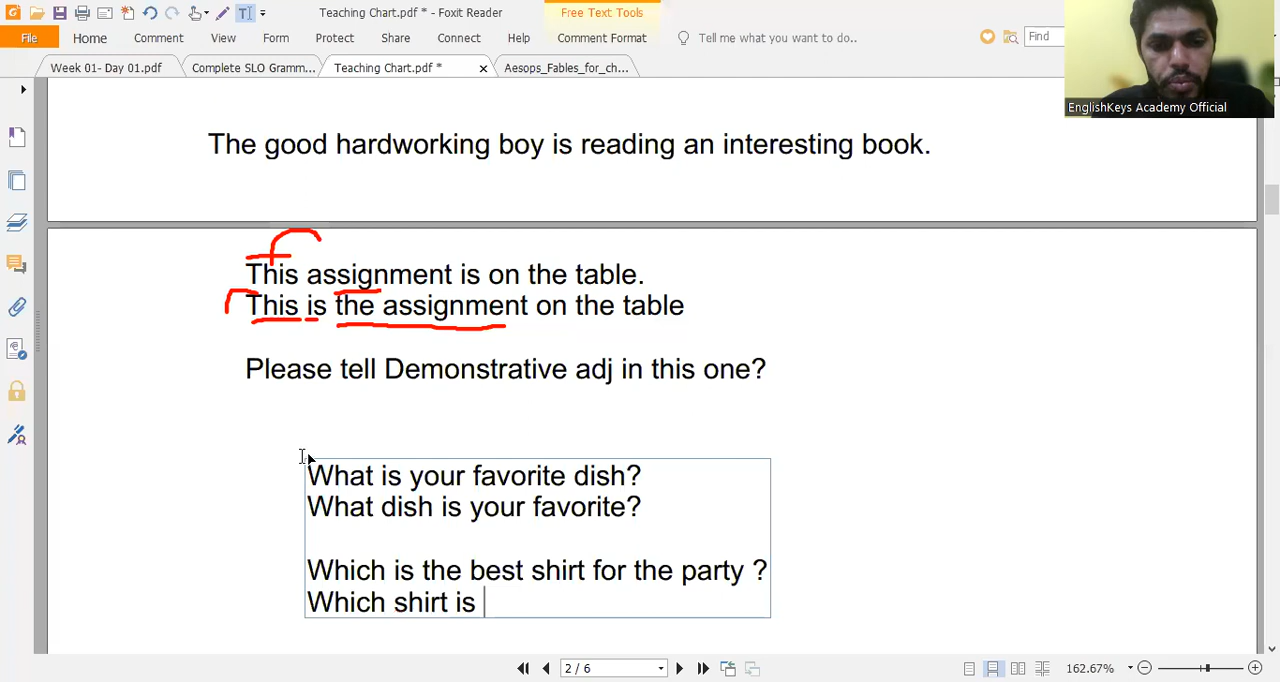 Teaching Chart.pdf * - Foxit Reader
Free Text Tools
File
Home
Comment
View
Form
Protect
Share
Connect
Help
Comment Format
Tell me what you want to do..
Find
EnglishKeys Academy Official
Week 01- Day 01.pdf
Complete SLO Gramm...
Teaching Chart.pdf *
Aesops_Fables_for_ch...
The good hardworking boy is reading an interesting book.
This assignment is on the table.
This is the assignment on the table
Please tell Demonstrative adj in this one?
What is your favorite dish?
What dish is your favorite?
Which is the best shirt for the party ?
Which shirt is
2 / 6
162.67%